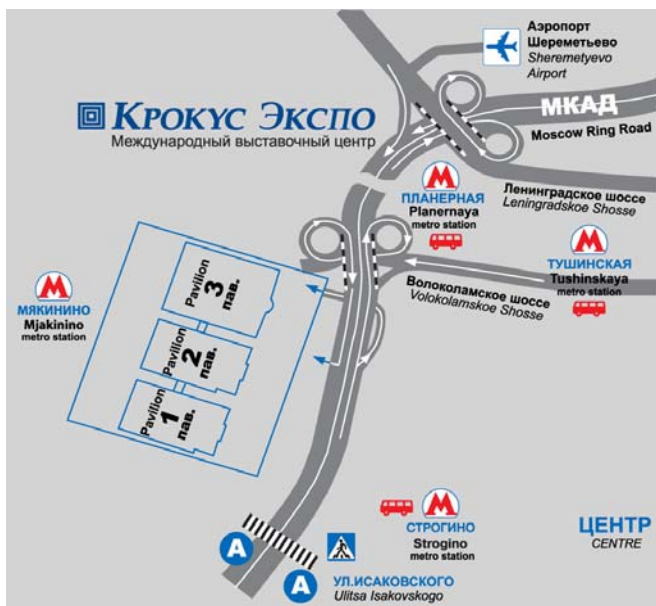 Аэропорт
Шереметьево
Sheremetyevo
Airport
МКАД
Moscow Ring Road
КРОКУС ЭКСПО
Международный выставочный центр
М
ПЛАНЕРНАЯ
Planernaya
metro station
Ленинградское шоссе
Leningradskoe Shosse
М
ТУШИНСКАЯ
Tushinskaya
metro station
Волоколамское шоссе
Volokolamskoe Shosse
М
МЯКИНИНО
Mjakinino
metro station
Pavilion
3
пав.
Pavilion
2
пав.
Pavilion
1
пав.
М
СТРОГИНО
Strogino
metro station
ЦЕНТР
CENTRE
А
А
УЛ.ИСАКОВСКОГО
Ulitsa Isakovskogo